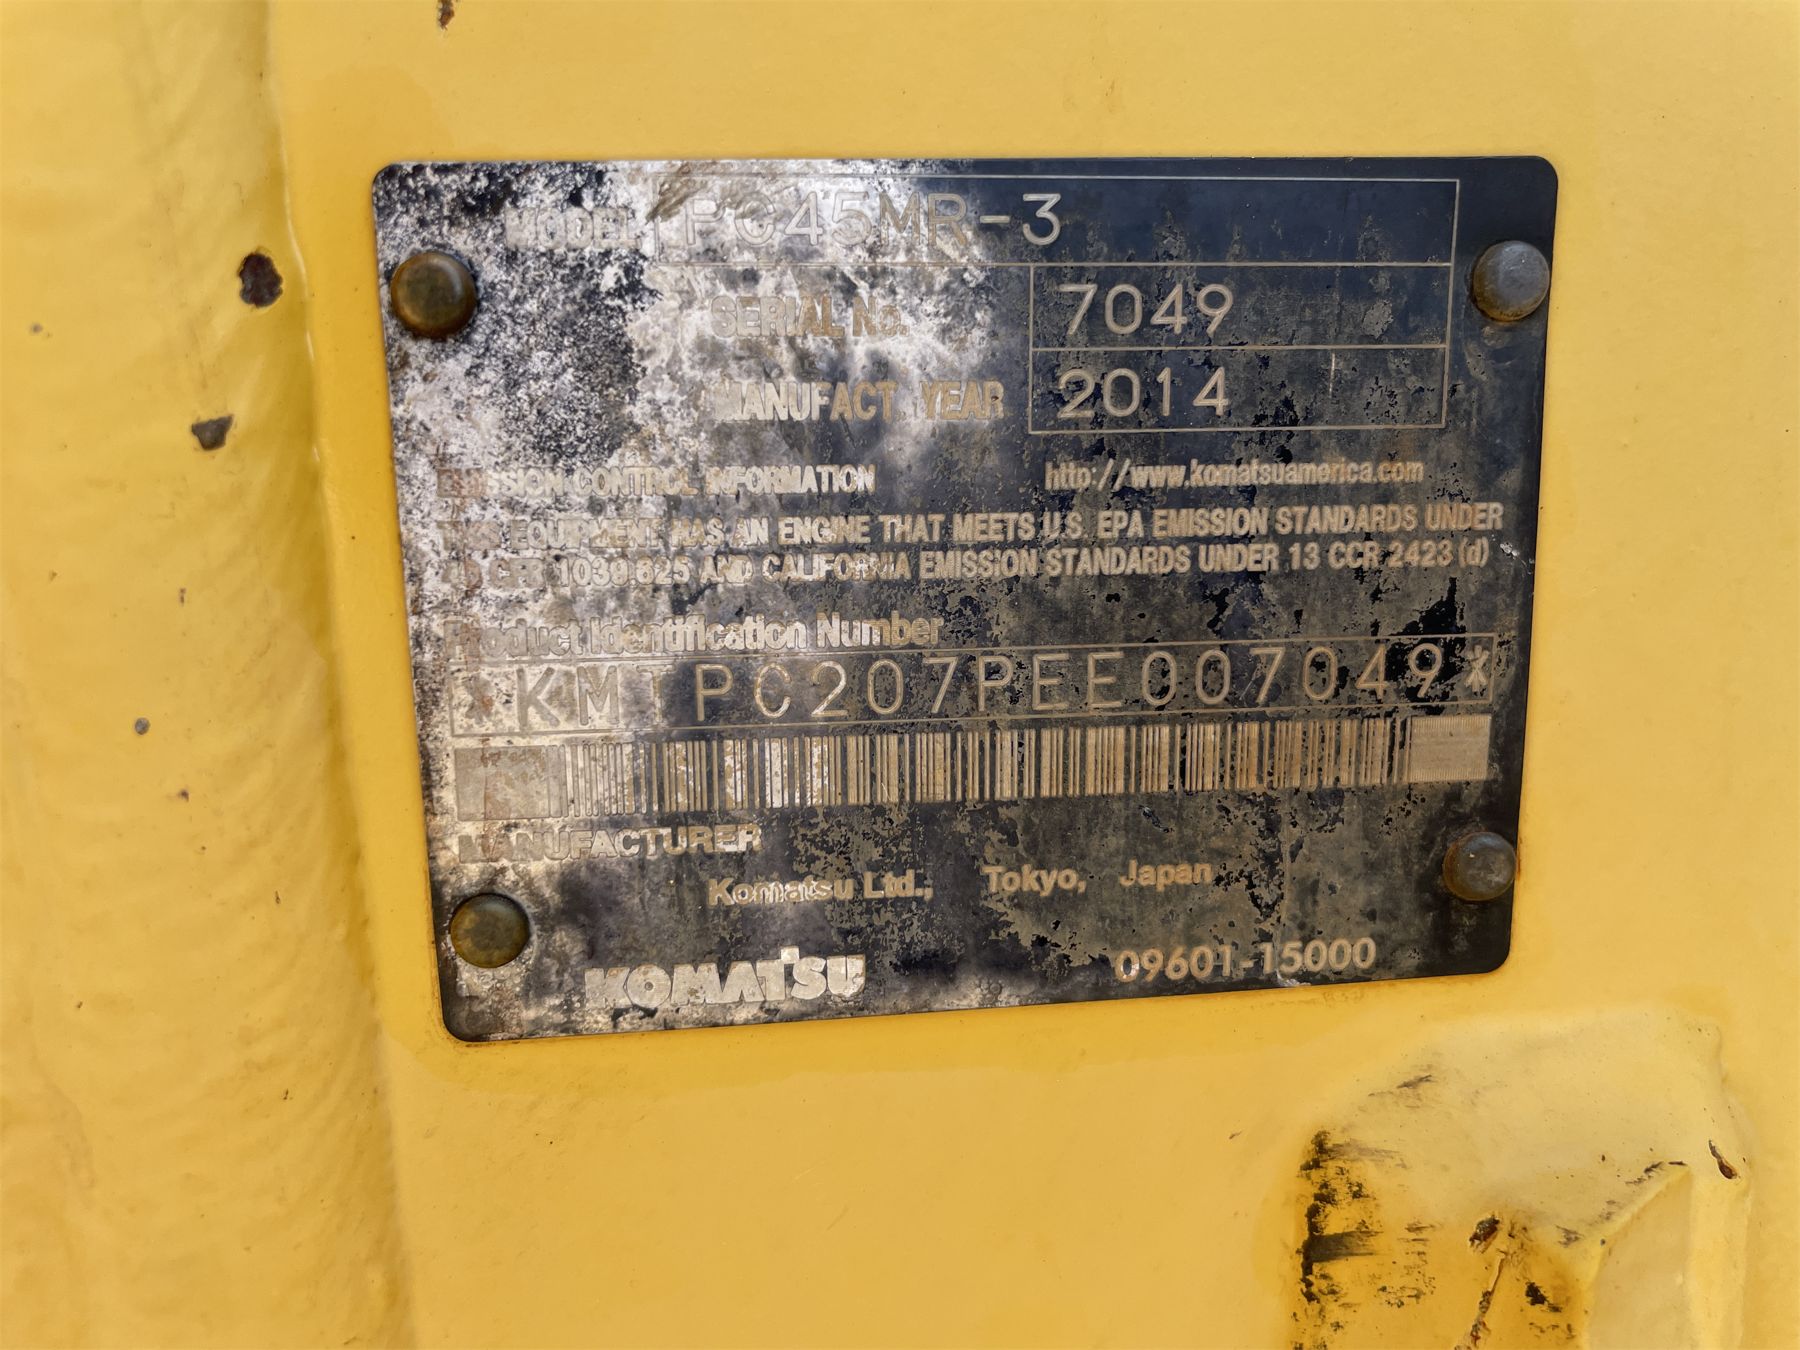 MODEL PC45MR-3
SERIAL No. 7049
MANUFACT. YEAR 2014
EMISSION CONTROL INFORMATION http://www.komatsuamerica.com
THIS EQUIPMENT HAS AN ENGINE THAT MEETS U.S. EPA EMISSION STANDARDS UNDER
40 CFR 1039.625 AND CALIFORNIA EMISSION STANDARDS UNDER 13 CCR 2423 (d)
Product Identification Number
*KMTPC207PEE007049*
MANUFACTURER
Komatsu Ltd., Tokyo, Japan
KOMATSU 09601-15000